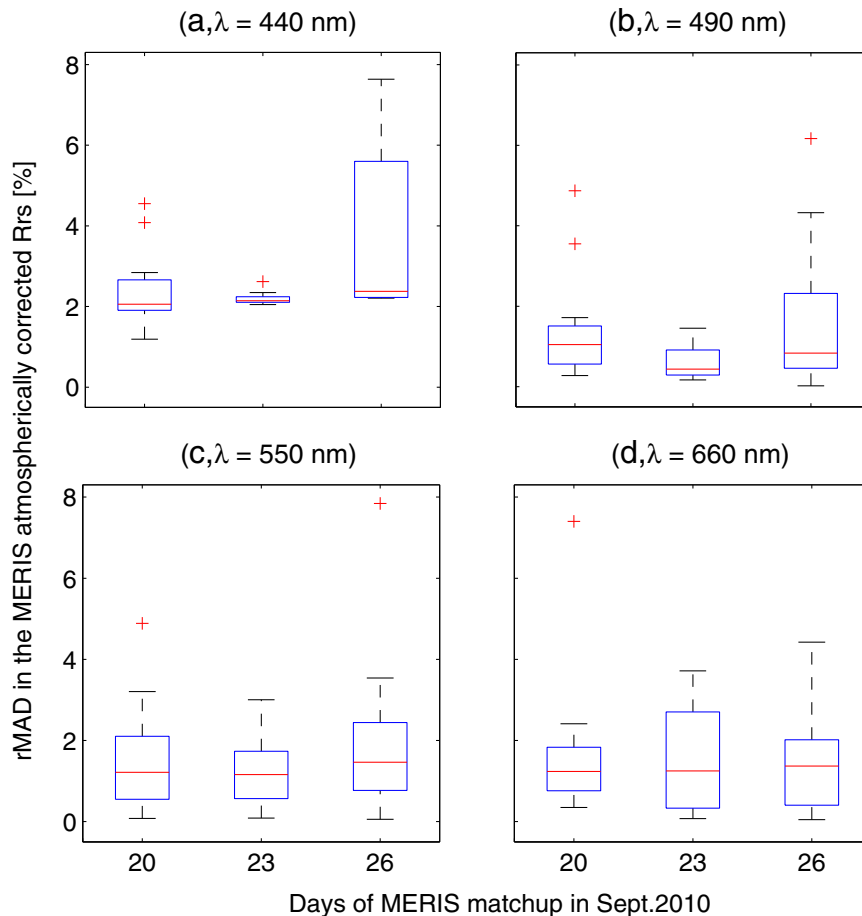 (a,λ = 440 nm)
(b,λ = 490 nm)
8
6
4
2
0
(c,λ = 550 nm)
(d,λ = 660 nm)
8
6
4
2
0
20
23
26
20
23
26
rMAD in the MERIS atmospherically corrected Rrs [%]
Days of MERIS matchup in Sept.2010